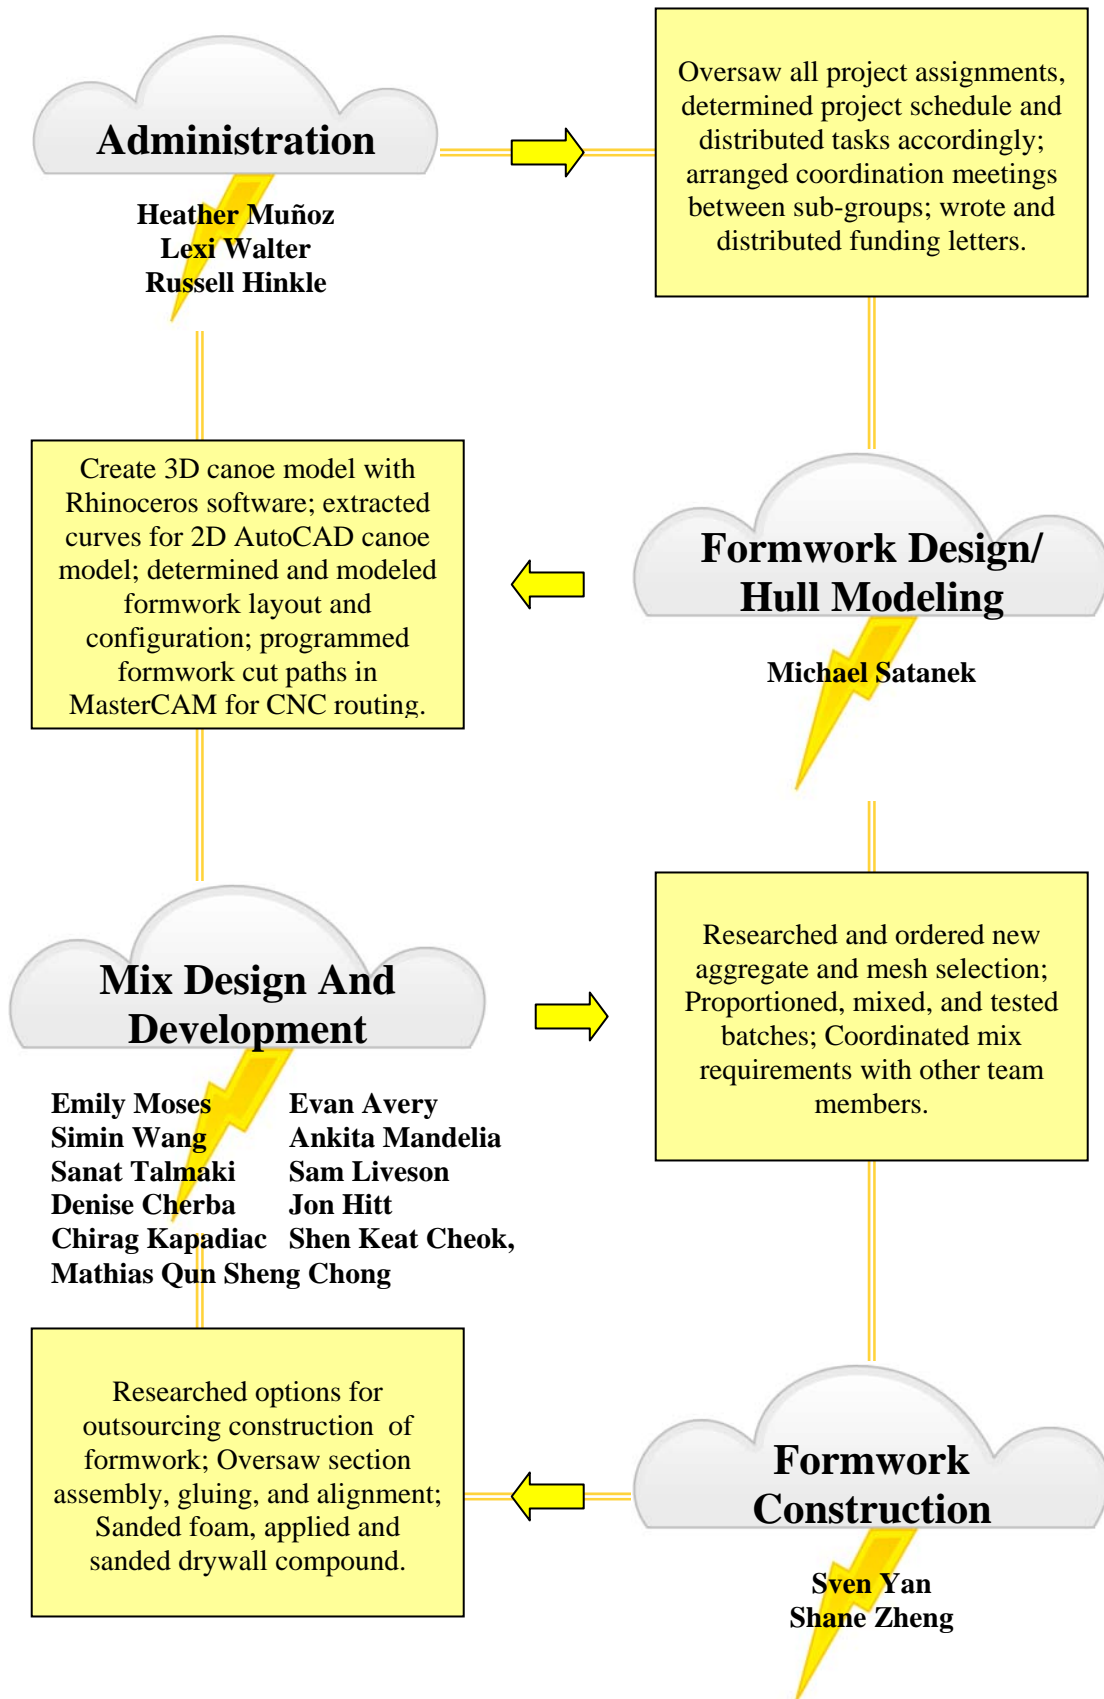 Administration
Heather Muñoz
Lexi Walter
Russell Hinkle
Oversaw all project assignments,
determined project schedule and
distributed tasks accordingly;
arranged coordination meetings
between sub-groups; wrote and
distributed funding letters.
Formwork Design/
Hull Modeling
Michael Satanek
Create 3D canoe model with
Rhinoceros software; extracted
curves for 2D AutoCAD canoe
model; determined and modeled
formwork layout and
configuration; programmed
formwork cut paths in
MasterCAM for CNC routing.
Mix Design And
Development
Emily Moses Evan Avery
Simin Wang Ankita Mandelia
Sanat Talmaki Sam Liveson
Denise Cherba Jon Hitt
Chirag Kapadiac Shen Keat Cheok,
Mathias Qun Sheng Chong
Researched and ordered new
aggregate and mesh selection;
Proportioned, mixed, and tested
batches; Coordinated mix
requirements with other team
members.
Formwork
Construction
Sven Yan
Shane Zheng
Researched options for
outsourcing construction of
formwork; Oversaw section
assembly, gluing, and alignment;
Sanded foam, applied and
sanded drywall compound.